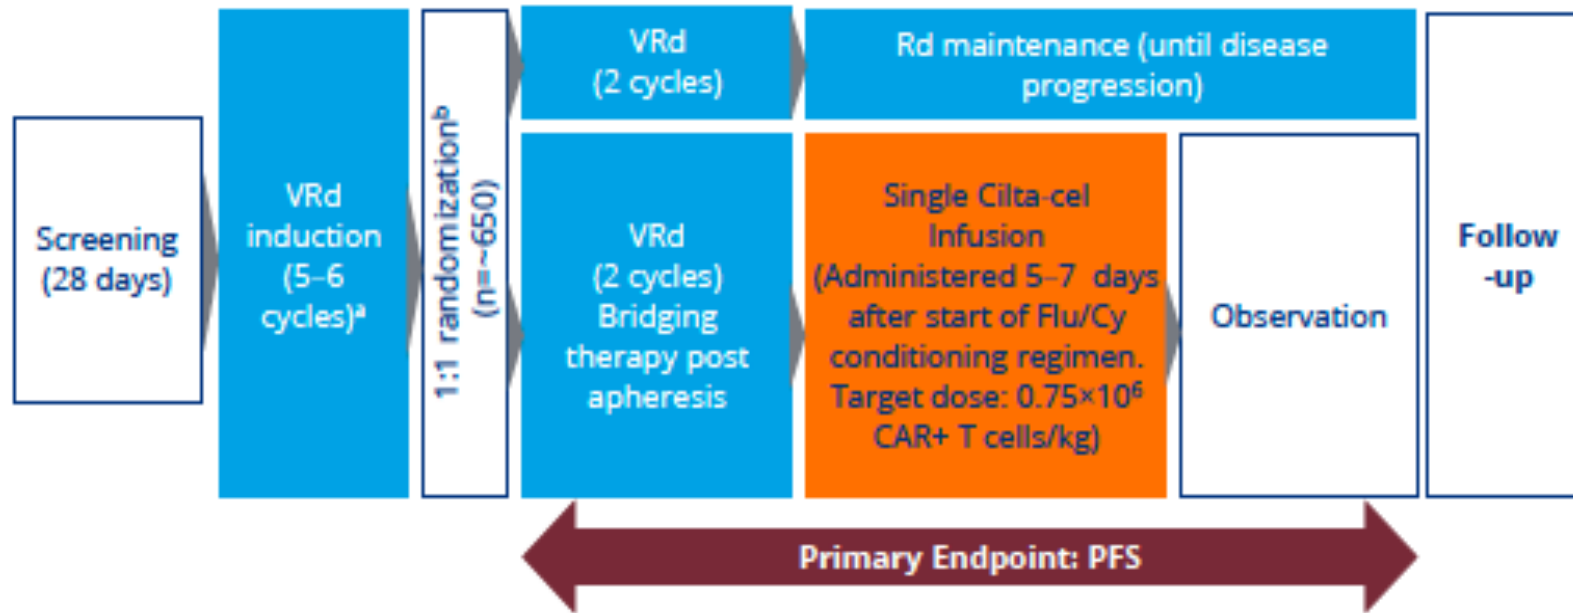 Screening
(28 days)
VRd
induction
(5–6
cycles)ᵃ
1:1 randomizationᵇ
(n=~650)
VRd
(2 cycles)
Rd maintenance (until disease
progression)
VRd
(2 cycles)
Bridging
therapy post
apheresis
Single Cilta-cel
Infusion
(Administered 5–7 days
after start of Flu/Cy
conditioning regimen.
Target dose: 0.75×10⁶
CAR+ T cells/kg)
Observation
Follow
-up
Primary Endpoint: PFS